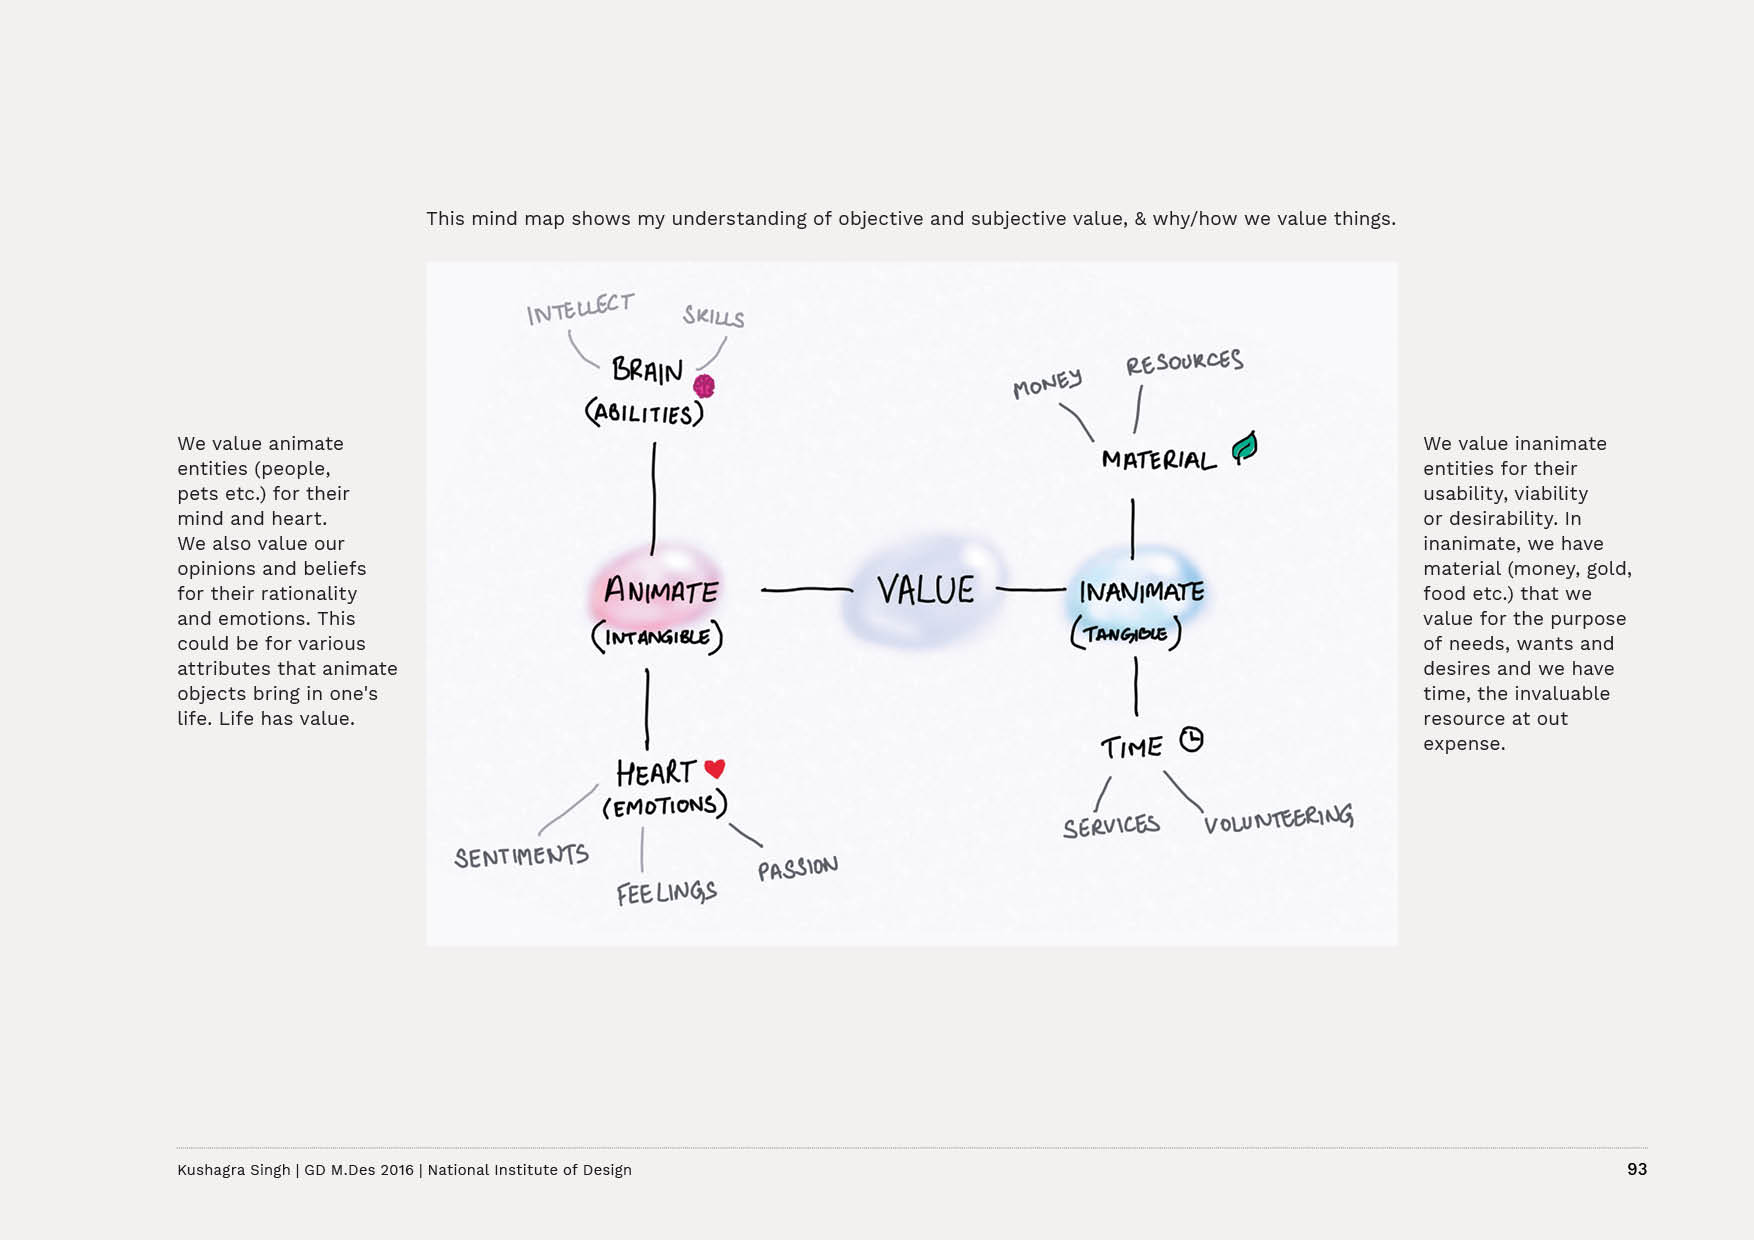 This mind map shows my understanding of objective and subjective value, & why/how we value things.
We value animate
entities (people,
pets etc.) for their
mind and heart.
We also value our
opinions and beliefs
for their rationality
and emotions. This
could be for various
attributes that animate
objects bring in one's
life. Life has value.
INTELLECT
SKILLS
BRAIN
(ABILITIES)
ANIMATE
(INTANGIBLE)
HEART
(EMOTIONS)
SENTIMENTS
FEELINGS
PASSION
VALUE
MONEY
RESOURCES
MATERIAL
INANIMATE
(TANGIBLE)
TIME
SERVICES
VOLUNTEERING
We value inanimate
entities for their
usability, viability
or desirability. In
inanimate, we have
material (money, gold,
food etc.) that we
value for the purpose
of needs, wants and
desires and we have
time, the invaluable
resource at out
expense.
Kushagra Singh | GD M.Des 2016 | National Institute of Design
93